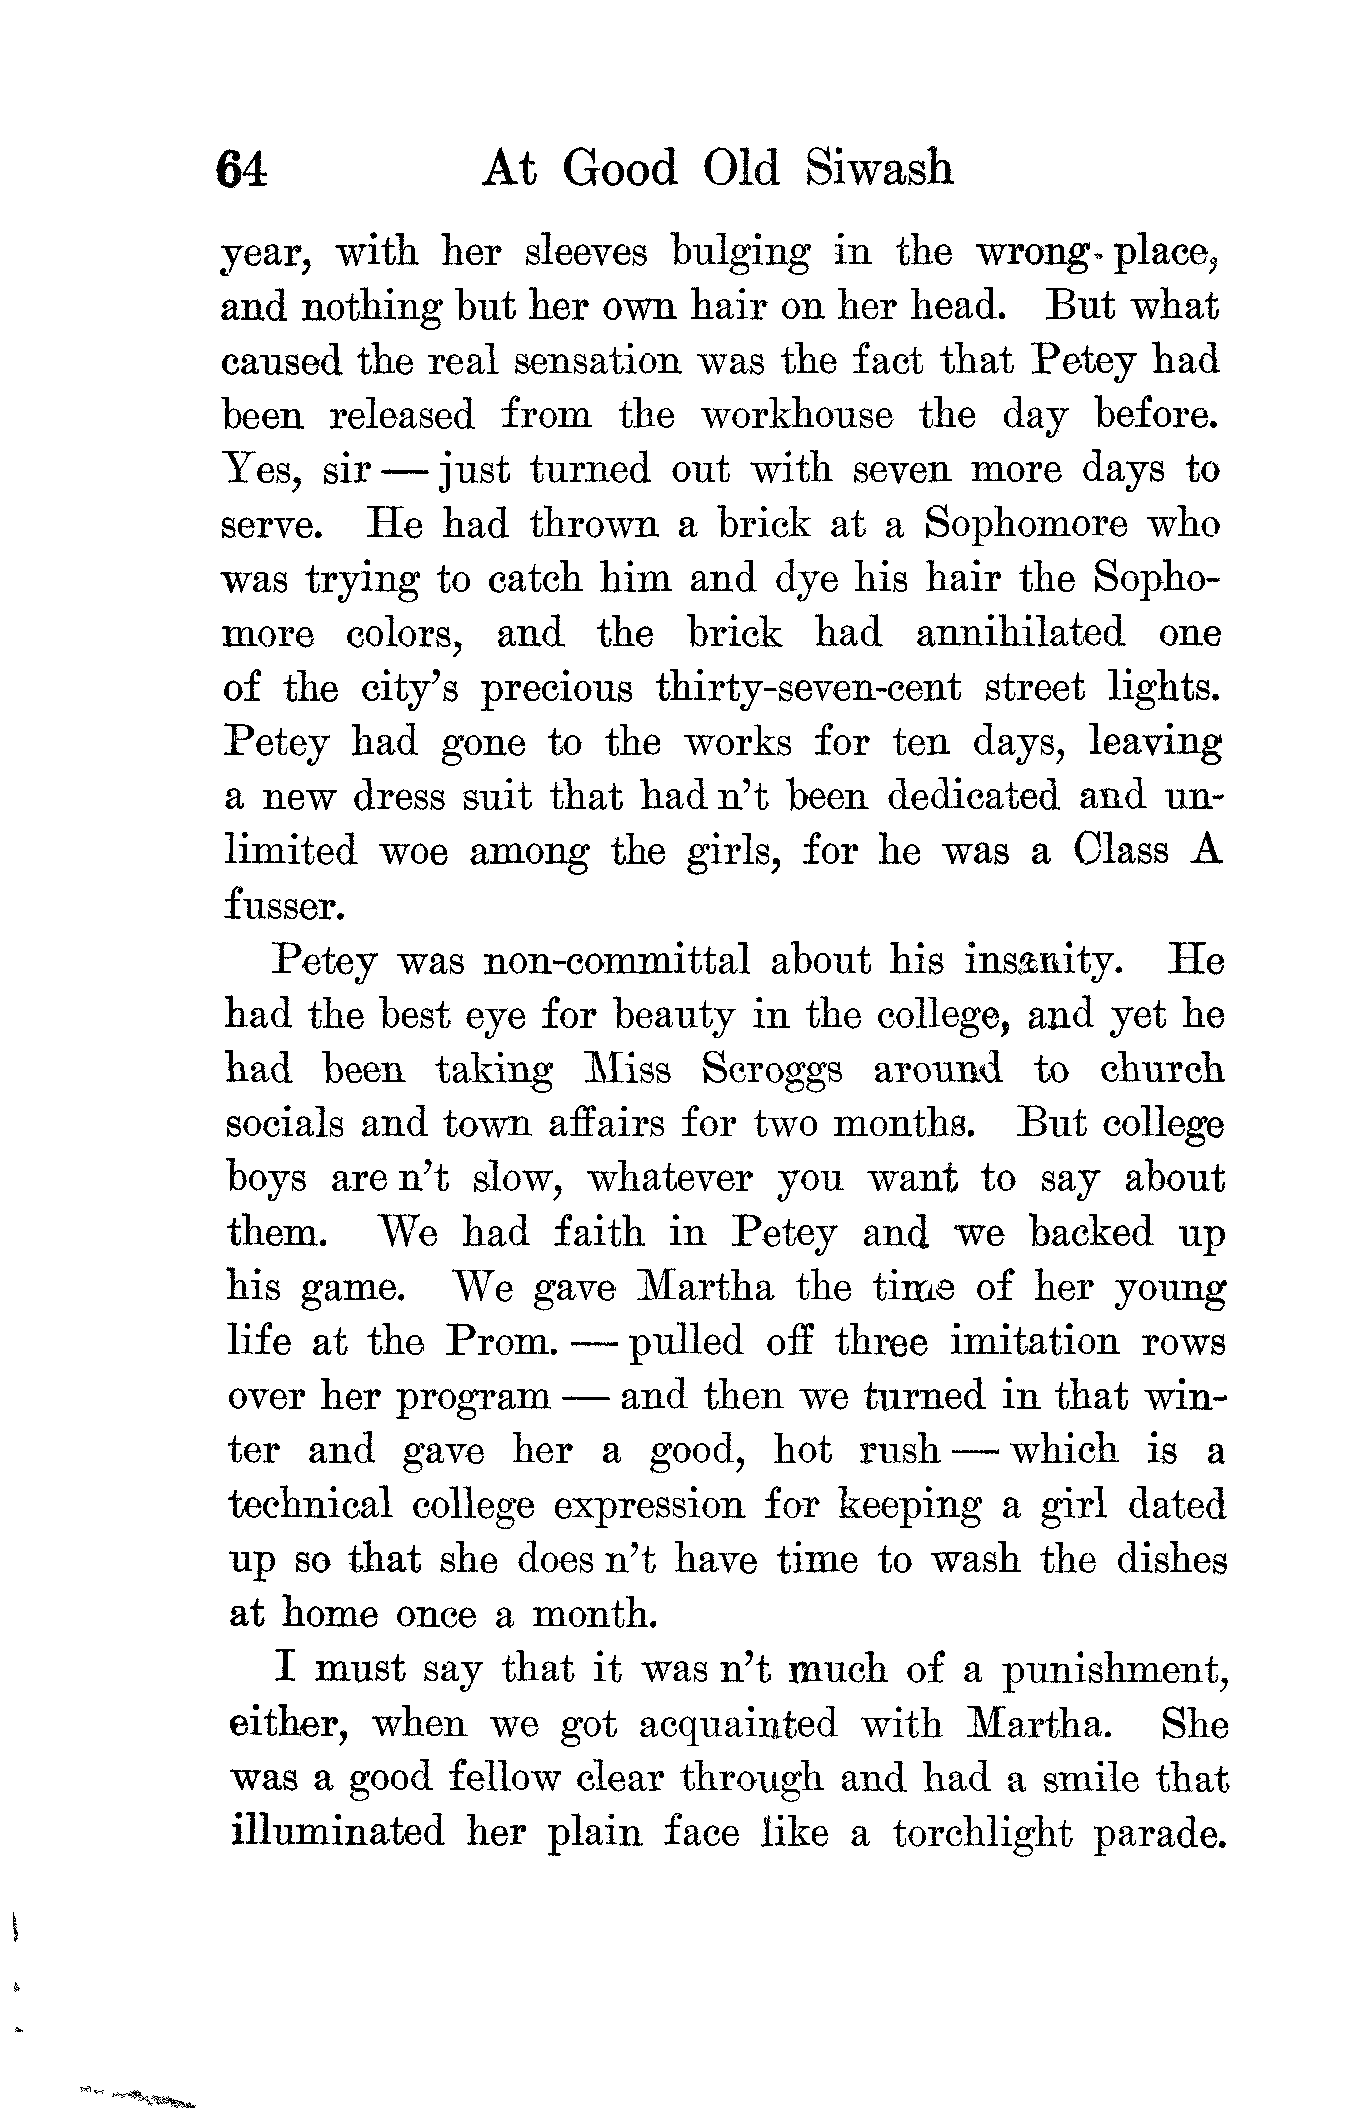 64 At Good Old Siwash
year, with her sleeves bulging in the wrong place,
and nothing but her own hair on her head. But what
caused the real sensation was the fact that Petey had
been released from the workhouse the day before.
Yes, sir — just turned out with seven more days to
serve. He had thrown a brick at a Sophomore who
was trying to catch him and dye his hair the Sopho-
more colors, and the brick had annihilated one
of the city's precious thirty-seven-cent street lights.
Petey had gone to the works for ten days, leaving
a new dress suit that had n't been dedicated and un-
limited woe among the girls, for he was a Class A
fusser.
Petey was non-committal about his insanity. He
had the best eye for beauty in the college, and yet he
had been taking Miss Scroggs around to church
socials and town affairs for two months. But college
boys are n't slow, whatever you want to say about
them. We had faith in Petey and we backed up
his game. We gave Martha the time of her young
life at the Prom. — pulled off three imitation rows
over her program — and then we turned in that win-
ter and gave her a good, hot rush — which is a
technical college expression for keeping a girl dated
up so that she does n't have time to wash the dishes
at home once a month.
I must say that it was n't much of a punishment,
either, when we got acquainted with Martha. She
was a good fellow clear through and had a smile that
illuminated her plain face like a torchlight parade.